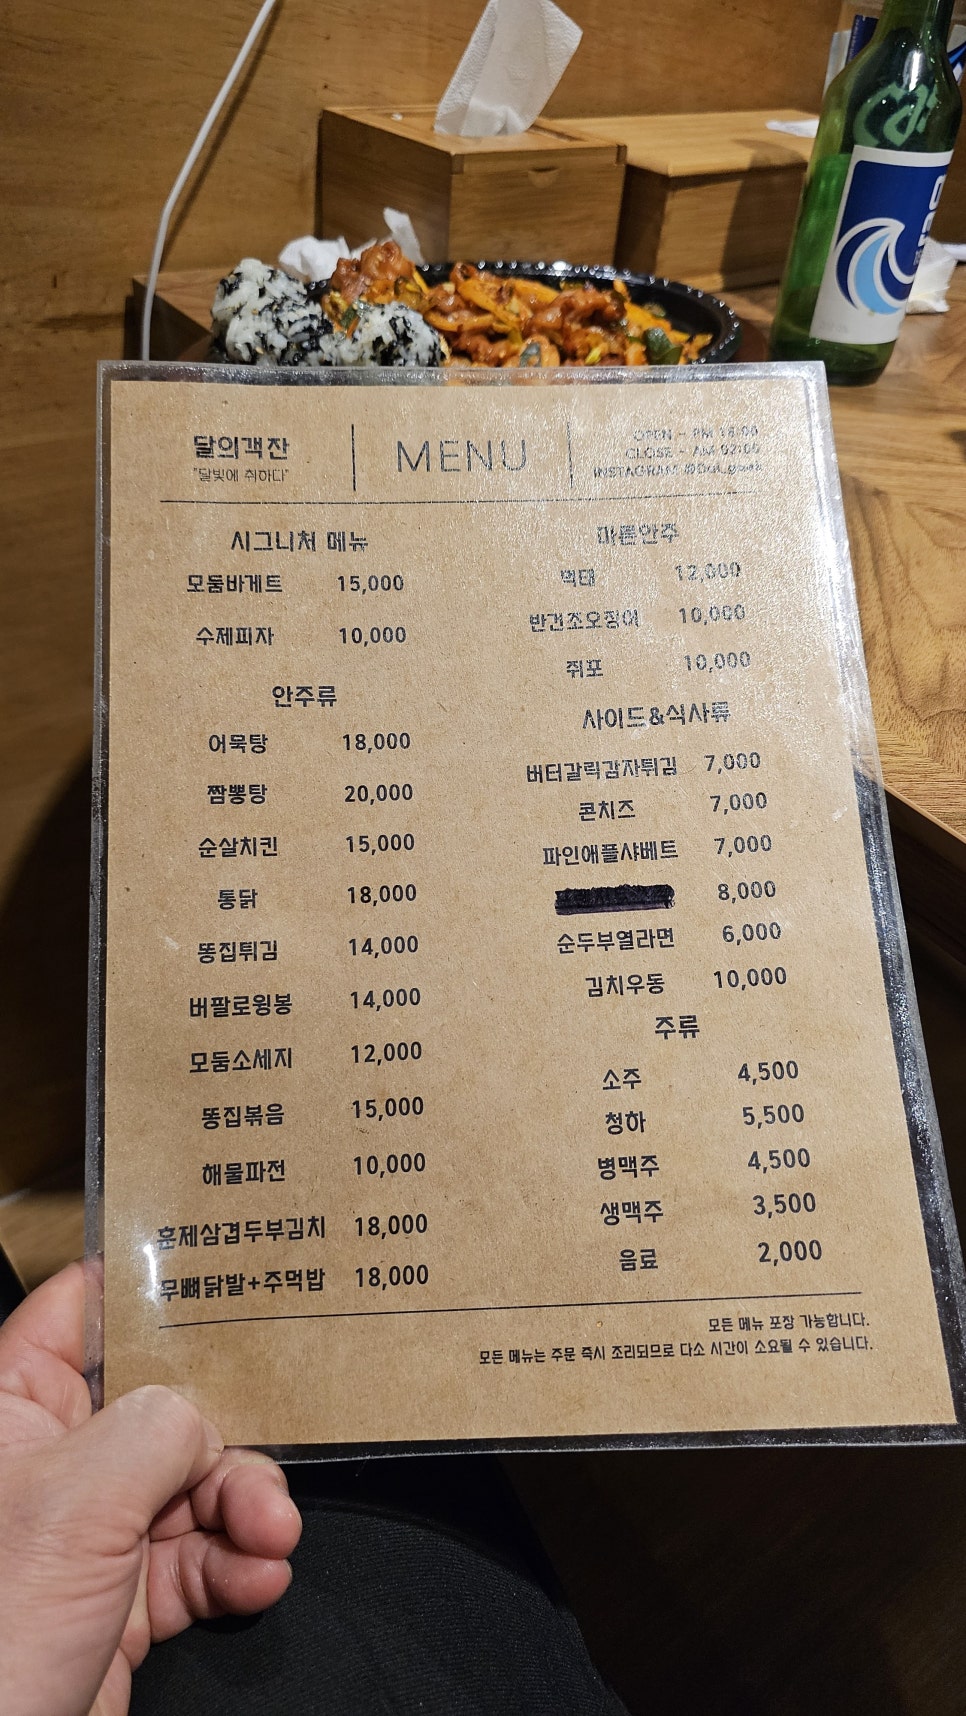 달의객잔
"달빛에 취하다"
MENU
OPEN - PM 18:00
CLOSE - AM 02:00
INSTAGRAM
시그니처 메뉴
모둠바게트 15,000
수제피자 10,000
안주류
어묵탕 18,000
짬뽕탕 20,000
순살치킨 15,000
통닭 18,000
똥집튀김 14,000
버팔로윙봉 14,000
모둠소세지 12,000
똥집볶음 15,000
해물파전 10,000
훈제삼겹두부김치 18,000
무뼈닭발+주먹밥 18,000
마른안주
먹태 12,000
반건조오징어 10,000
쥐포 10,000
사이드&식사류
버터갈릭감자튀김 7,000
콘치즈 7,000
파인애플샤베트 7,000
8,000
순두부열라면 6,000
김치우동 10,000
주류
소주 4,500
청하 5,500
병맥주 4,500
생맥주 3,500
음료 2,000
모든 메뉴 포장 가능합니다.
모든 메뉴는 주문 즉시 조리되므로 다소 시간이 소요될 수 있습니다.